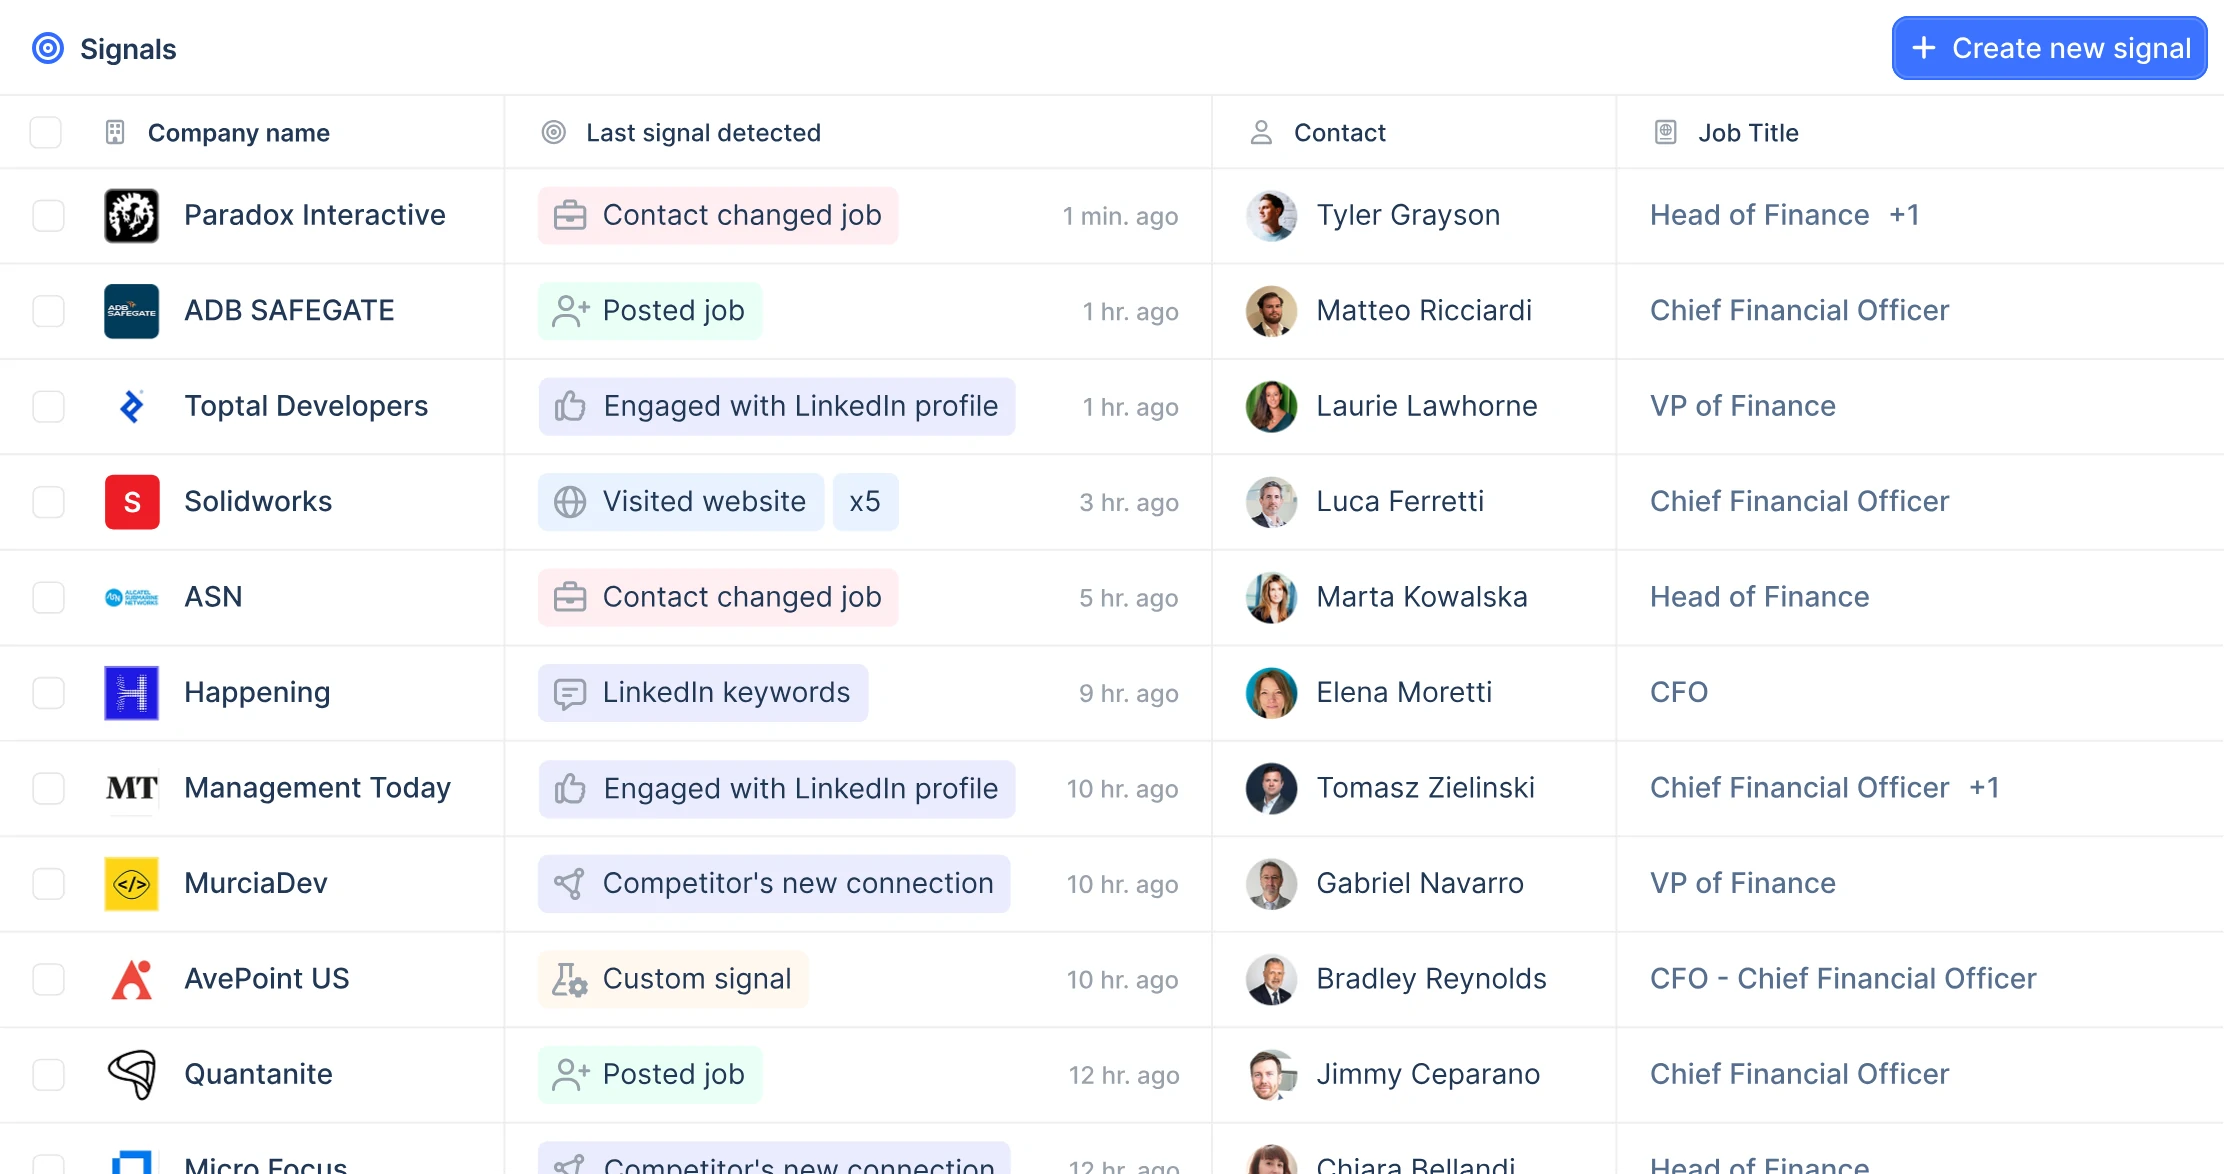 Signals
+ Create new signal
Company name Last signal detected Contact Job Title
Paradox Interactive Contact changed job 1 min. ago Tyler Grayson Head of Finance +1
ADB SAFEGATE ADB SAFEGATE Posted job 1 hr. ago Matteo Ricciardi Chief Financial Officer
Toptal Developers Engaged with LinkedIn profile 1 hr. ago Laurie Lawhorne VP of Finance
S Solidworks Visited website x5 3 hr. ago Luca Ferretti Chief Financial Officer
ASN ALCATEL SUBMARINE NETWORKS ASN Contact changed job 5 hr. ago Marta Kowalska Head of Finance
H Happening LinkedIn keywords 9 hr. ago Elena Moretti CFO
MT Management Today Engaged with LinkedIn profile 10 hr. ago Tomasz Zielinski Chief Financial Officer +1
</> MurciaDev Competitor's new connection 10 hr. ago Gabriel Navarro VP of Finance
AvePoint US Custom signal 10 hr. ago Bradley Reynolds CFO - Chief Financial Officer
Quantanite Posted job 12 hr. ago Jimmy Ceparano Chief Financial Officer
Micro Focus Competitor's new connection 12 hr. ago Chiara Bellandi Head of Finance